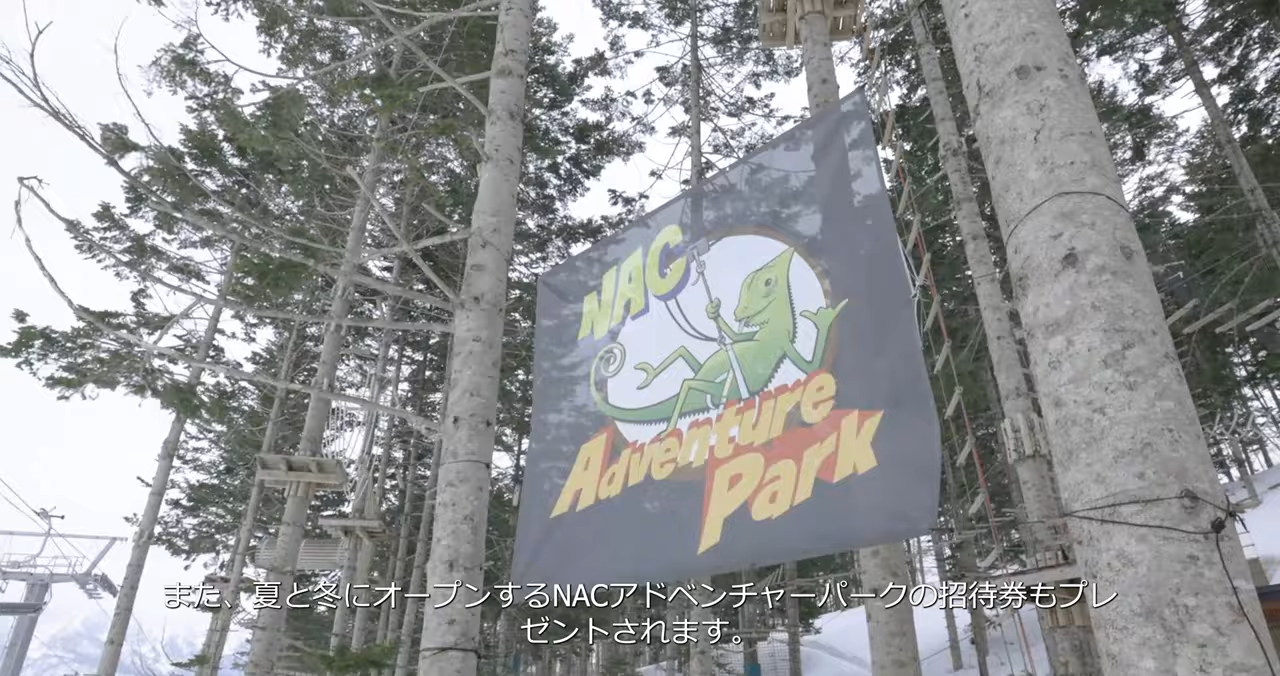 NAC
Adventure
Park
また、夏と冬にオープンするNACアドベンチャーパークの招待券もプレ
ゼントされます。